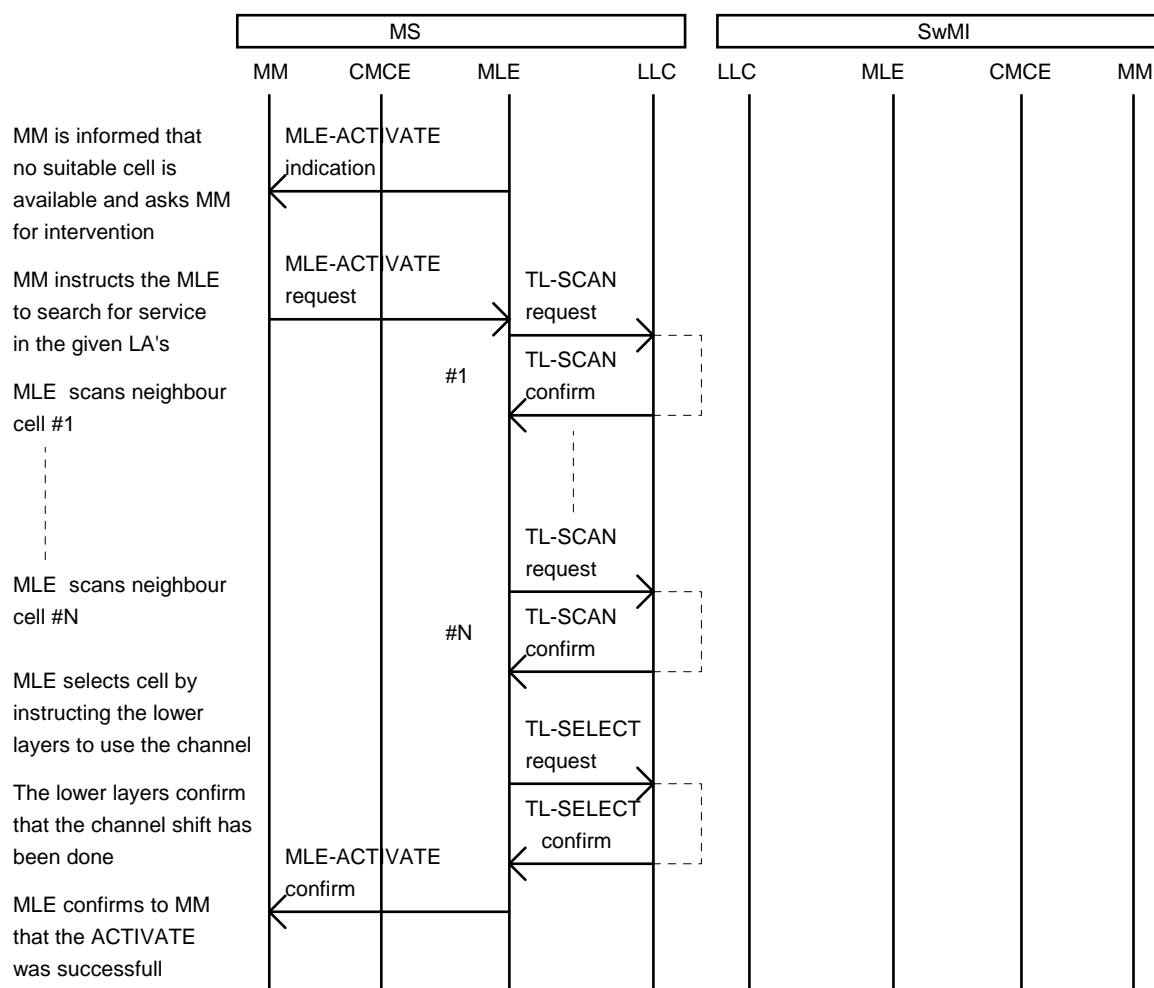 MS
SwMI
MM
CMCE
MLE
LLC
LLC
MLE
CMCE
MM
MM is informed that
no suitable cell is
available and asks MM
for intervention
MLE-ACTIVATE
indication
MM instructs the MLE
to search for service
in the given LA's
MLE-ACTIVATE
request
TL-SCAN
request
MLE scans neighbour
cell #1
#1
TL-SCAN
confirm
MLE scans neighbour
cell #N
TL-SCAN
request
#N
TL-SCAN
confirm
MLE selects cell by
instructing the lower
layers to use the channel
TL-SELECT
request
The lower layers confirm
that the channel shift has
been done
TL-SELECT
confirm
MLE-ACTIVATE
confirm
MLE confirms to MM
that the ACTIVATE
was successfull